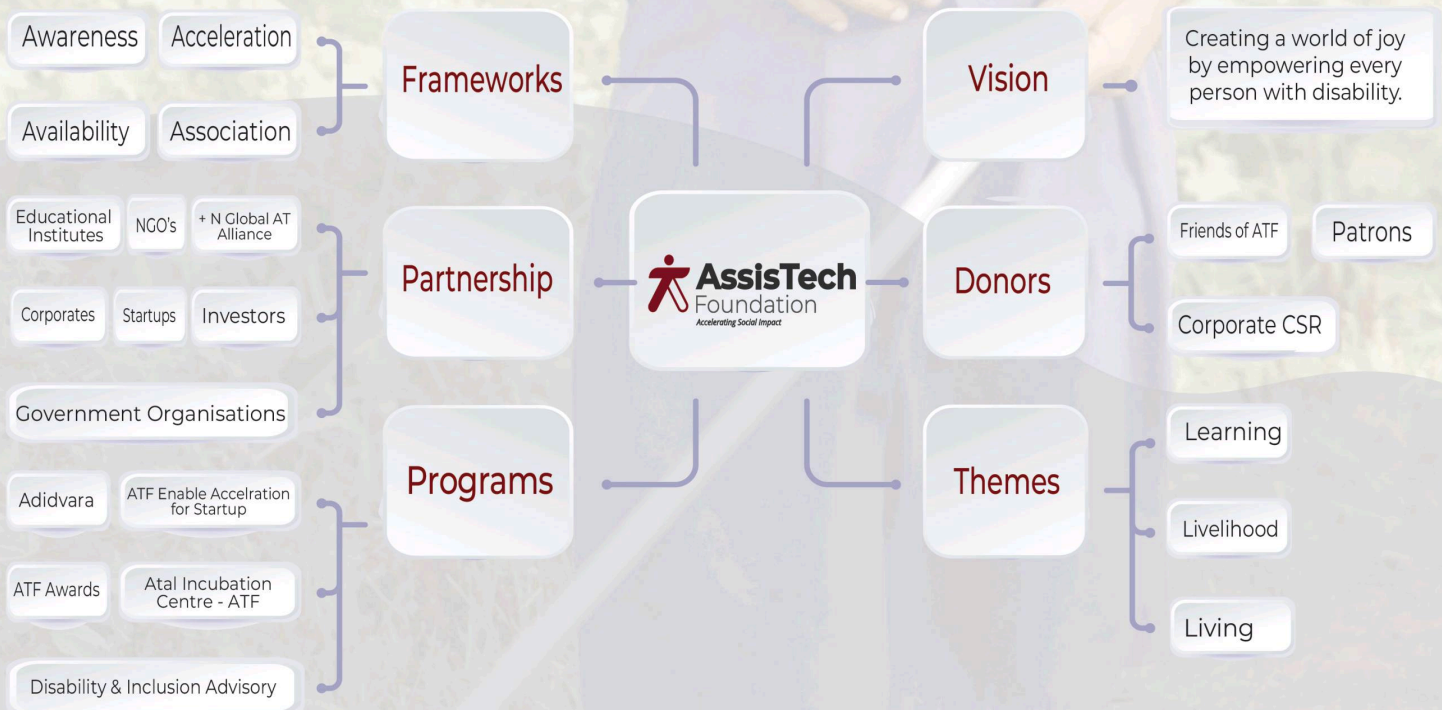 Awareness
Acceleration
Availability
Association
Frameworks
Educational
Institutes
NGO's
+ N Global AT
Alliance
Corporates
Startups
Investors
Government Organisations
Partnership
Adidvara
ATF Enable Accelration
for Startup
ATF Awards
Atal Incubation
Centre - ATF
Disability & Inclusion Advisory
Programs
AssisTech
Foundation
Accelerating Social Impact
Vision
Creating a world of joy
by empowering every
person with disability.
Donors
Friends of ATF
Patrons
Corporate CSR
Themes
Learning
Livelihood
Living